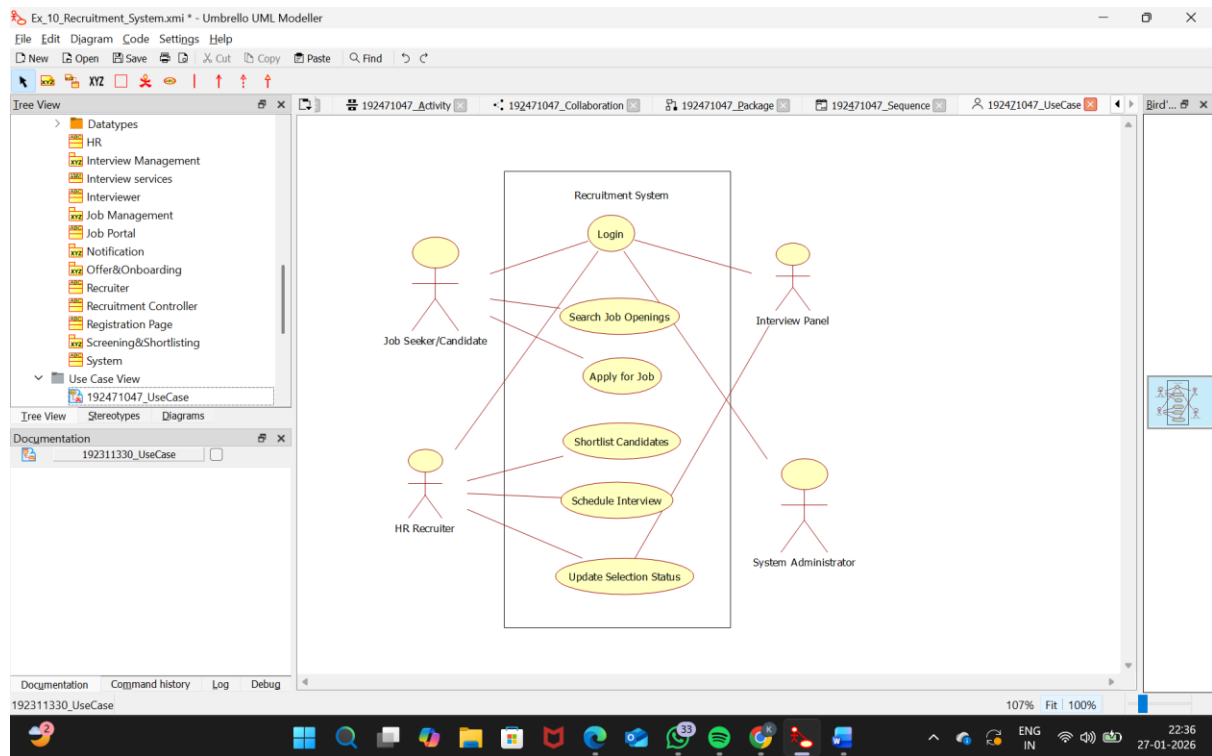 Ex_10_Recruitment_System.xmi * - Umbrello UML Modeller
File Edit Diagram Code Settings Help
New Open Save Cut Copy Paste Find
XYZ XYZ
Tree View
192471047_Activity 192471047_Collaboration 192471047_Package 192471047_Sequence 192471047_UseCase
Bird'...
Datatypes
HR
Interview Management
Interview services
Interviewer
Job Management
Job Portal
Notification
Offer&Onboarding
Recruiter
Recruitment Controller
Registration Page
Screening&Shortlisting
System
Use Case View
192471047_UseCase
Tree View Stereotypes Diagrams
Documentation
192311330_UseCase
Recruitment System
Login
Search Job Openings
Interview Panel
Job Seeker/Candidate
Apply for Job
Shortlist Candidates
Schedule Interview
HR Recruiter
System Administrator
Update Selection Status
Documentation Command history Log Debug
192311330_UseCase
107% Fit 100%
2
33
K
ENG
IN
22:36
27-01-2026